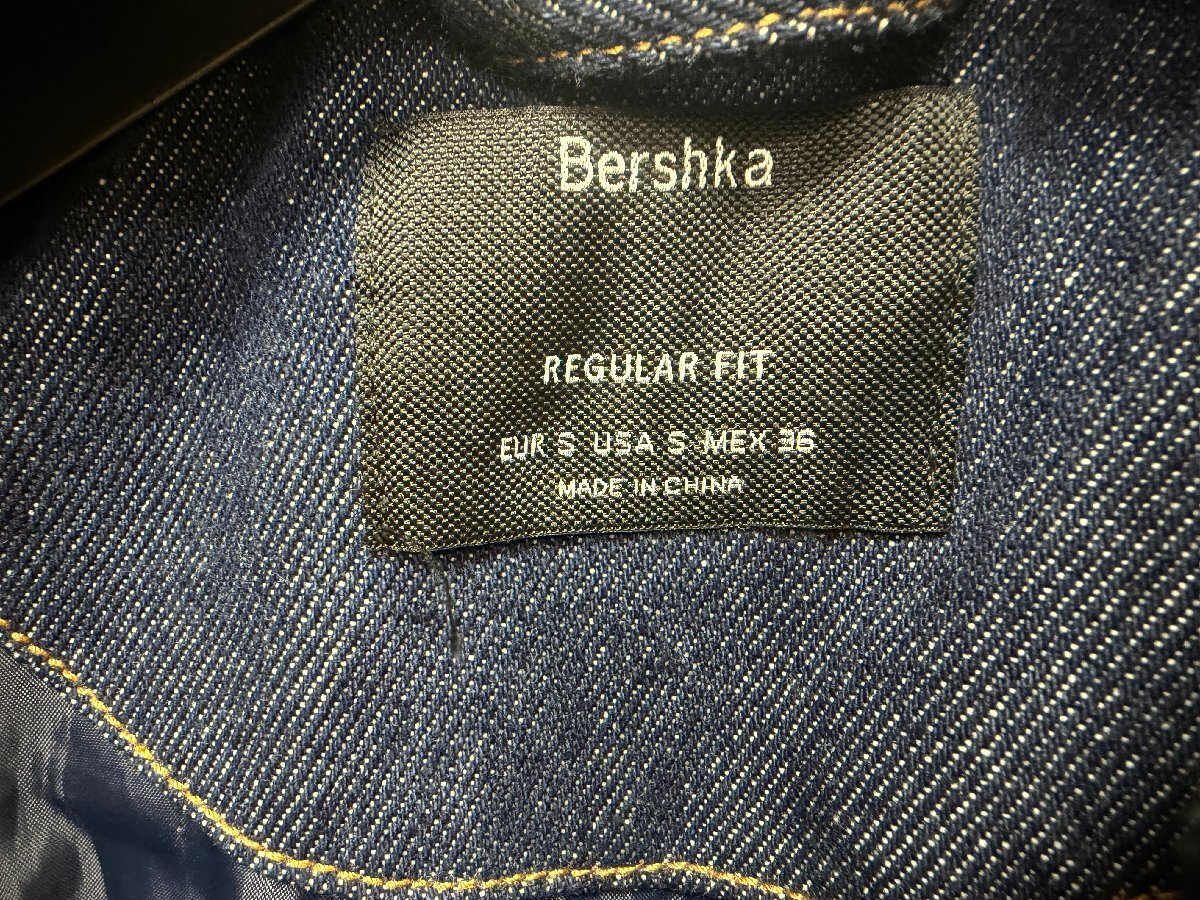 Bershka
REGULAR FIT
EUR S USA S MEX 36
MADE IN CHINA